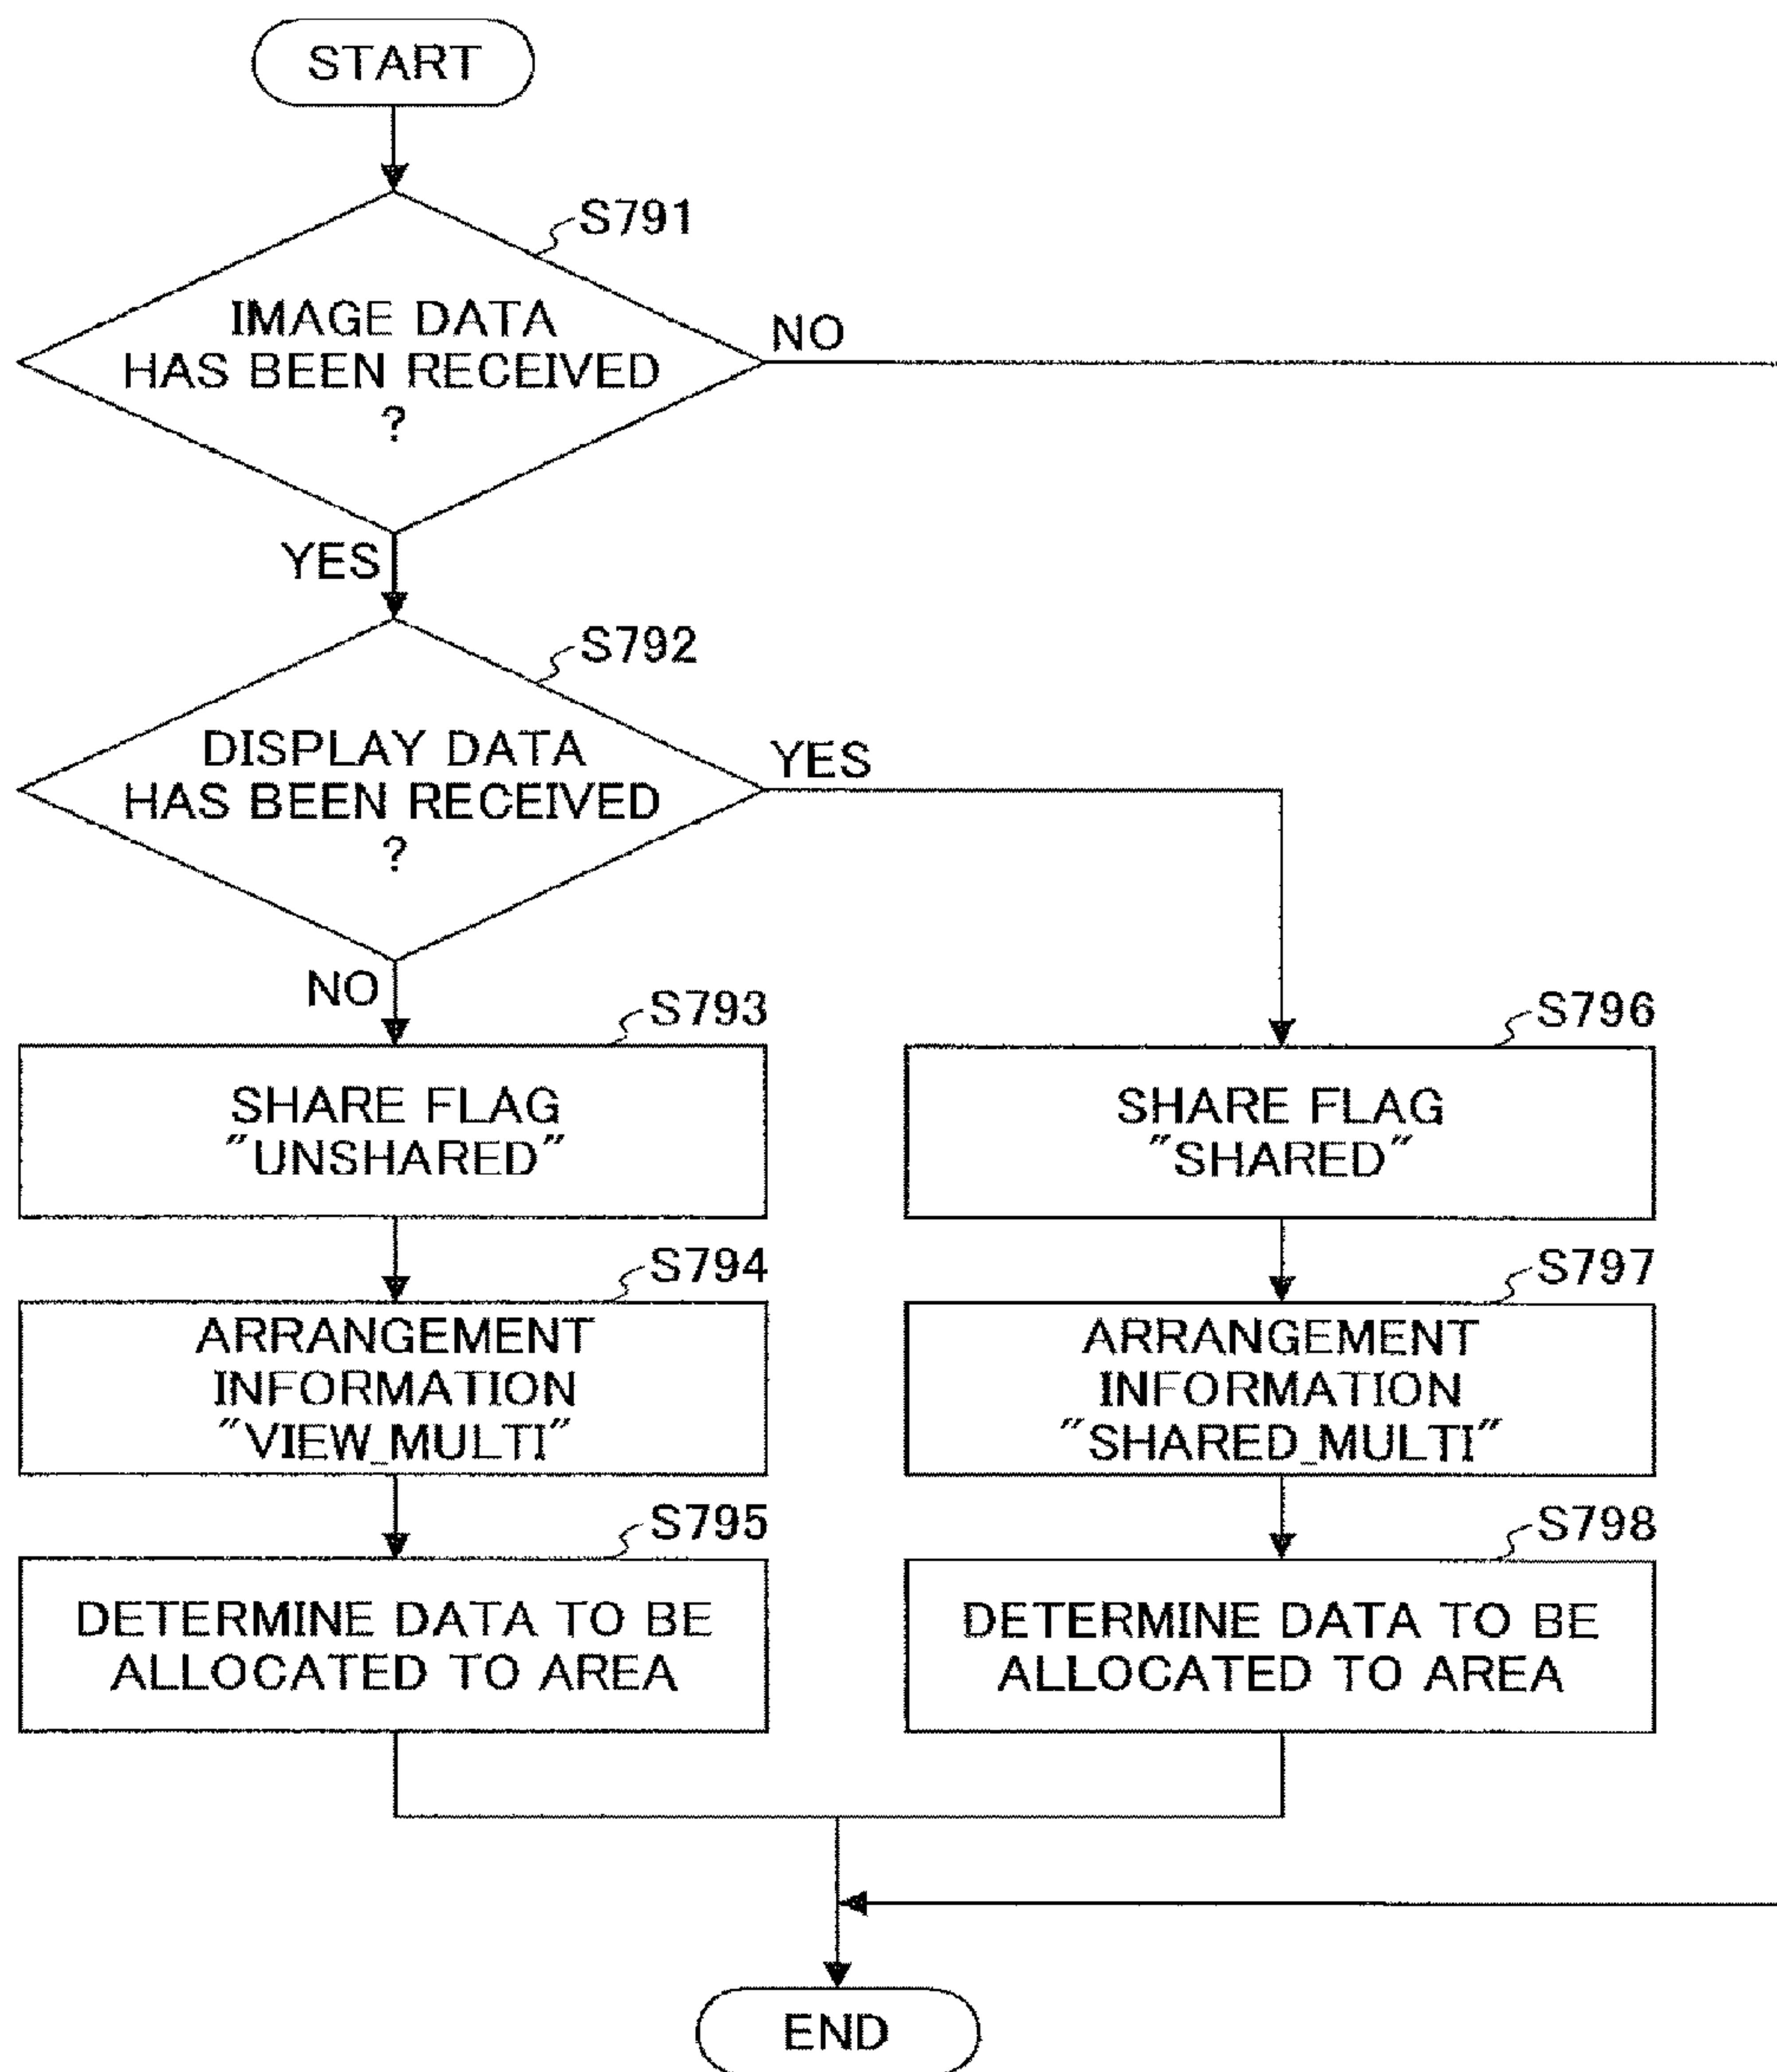 START
S791
IMAGE DATA
HAS BEEN RECEIVED
?
NO
YES
S792
DISPLAY DATA
HAS BEEN RECEIVED
?
YES
NO
S793
SHARE FLAG
"UNSHARED"
S794
ARRANGEMENT
INFORMATION
"VIEW_MULTI"
S795
DETERMINE DATA TO BE
ALLOCATED TO AREA
S796
SHARE FLAG
"SHARED"
S797
ARRANGEMENT
INFORMATION
"SHARED_MULTI"
S798
DETERMINE DATA TO BE
ALLOCATED TO AREA
END